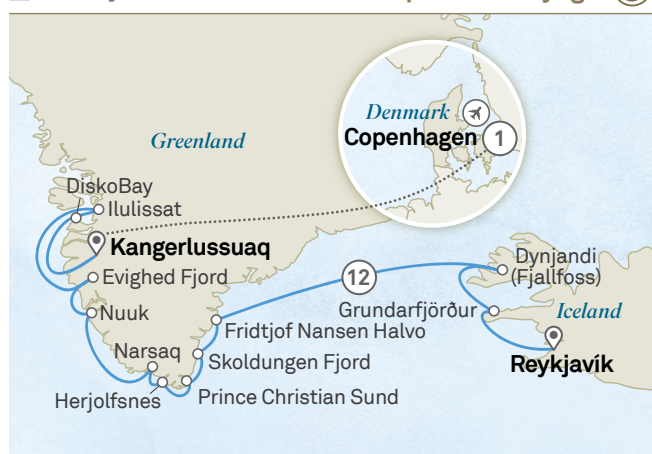 Denmark
Copenhagen
1
Greenland
DiskoBay
Ilulissat
Kangerlussuaq
Evighed Fjord
12
Dynjandi
(Fjallfoss)
Nuuk
Grundarfjörður
Iceland
Fridtjof Nansen Halvo
Narsaq
Skoldungen Fjord
Reykjavík
Herjolfsnes
Prince Christian Sund